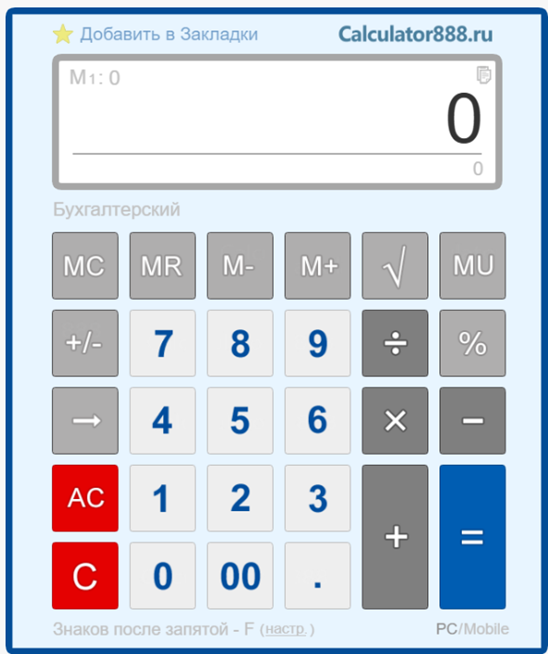 Добавить в Закладки Calculator888.ru
M1: 0
0
0
Бухгалтерский
MC MR M- M+ √ MU
+/- 7 8 9 ÷ %
→ 4 5 6 × −
AC 1 2 3 + =
C 0 00 .
Знаков после запятой - F (настр.) PC/Mobile